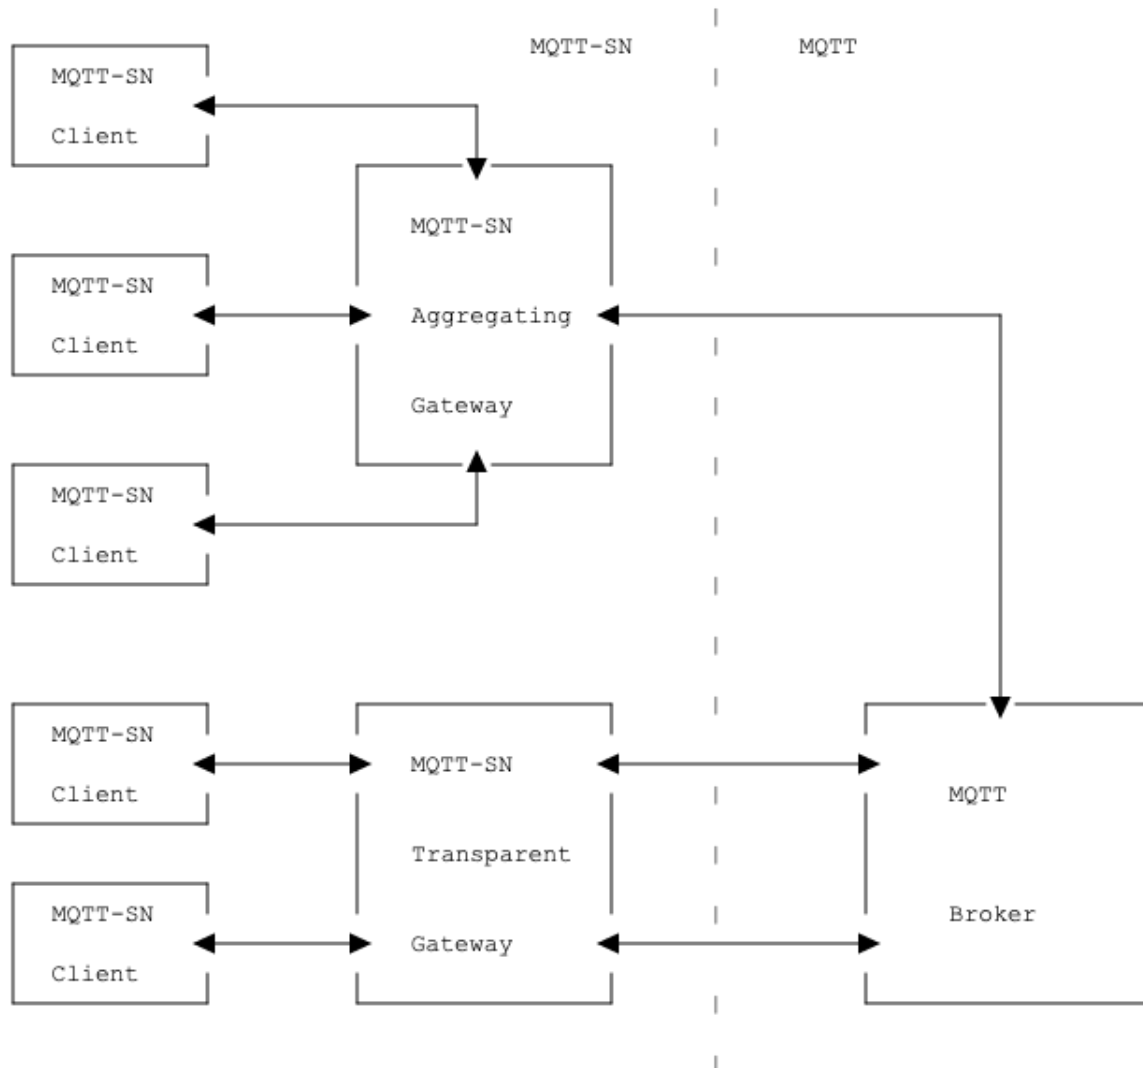 MQTT-SN
MQTT
MQTT-SN
Client
MQTT-SN
Aggregating
Gateway
MQTT-SN
Client
MQTT-SN
Client
MQTT-SN
Client
MQTT-SN
Transparent
Gateway
MQTT
Broker
MQTT-SN
Client